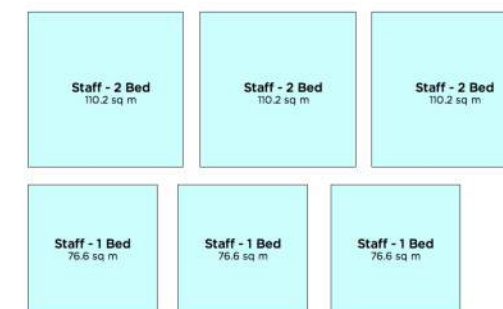 Staff - 2 Bed
110.2 sq m
Staff - 2 Bed
110.2 sq m
Staff - 2 Bed
110.2 sq m
Staff - 1 Bed
76.6 sq m
Staff - 1 Bed
76.6 sq m
Staff - 1 Bed
76.6 sq m